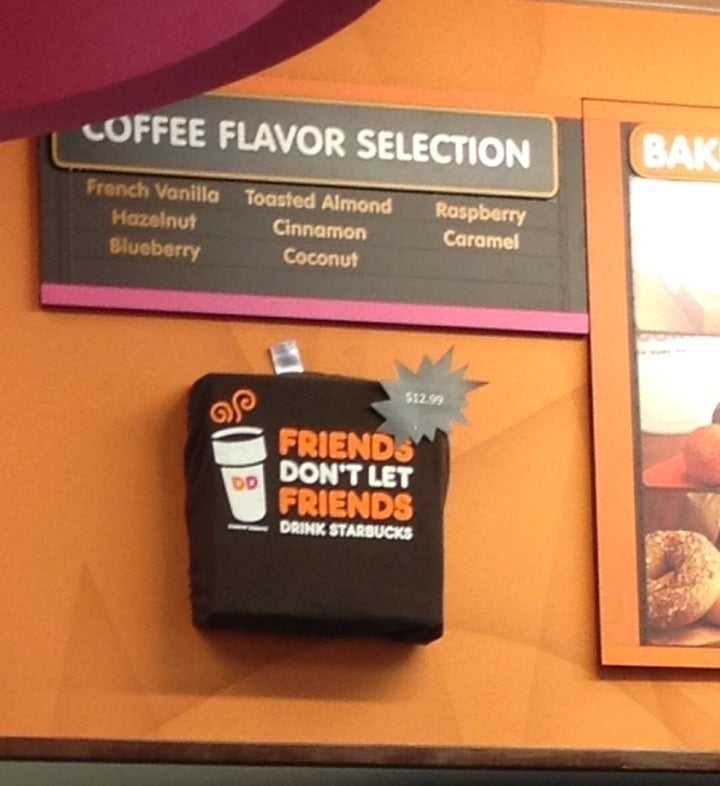 COFFEE FLAVOR SELECTION
French Vanilla
Hazelnut
Blueberry
Toasted Almond
Cinnamon
Coconut
Raspberry
Caramel
$12.99
FRIENDS
DON'T LET
FRIENDS
DRINK STARBUCKS
DD